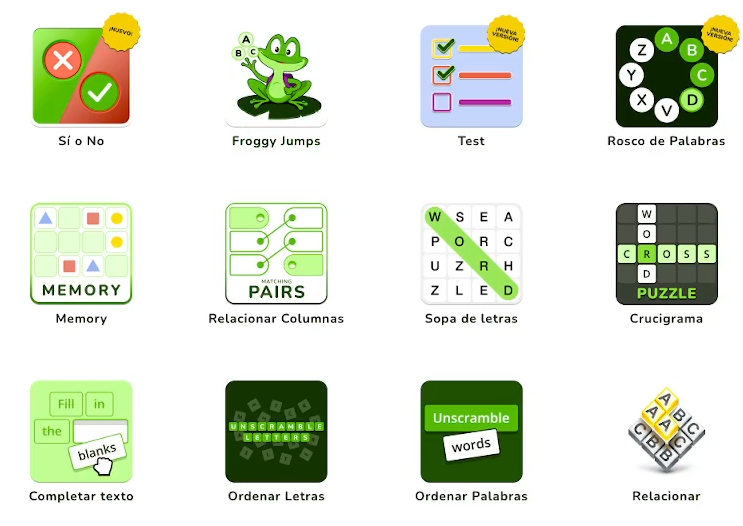 ¡NUEVO!
Sí o No
A
B C
Froggy Jumps
¡NUEVA
VERSIÓN!
Test
¡NUEVA
VERSIÓN!
A
B
C
D
V
X
Y
Z
Rosco de Palabras
MEMORY
Memory
MATCHING
PAIRS
Relacionar Columnas
W S E A
P O R C
U Z R H
Z L E D
Sopa de letras
W
O
C R O S S
D
PUZZLE
Crucigrama
Fill in
the
blanks
Completar texto
UNSCRAMBLE
LETTERS
Ordenar Letras
Unscramble
words
Ordenar Palabras
A
A B
A C C
C B
B
Relacionar